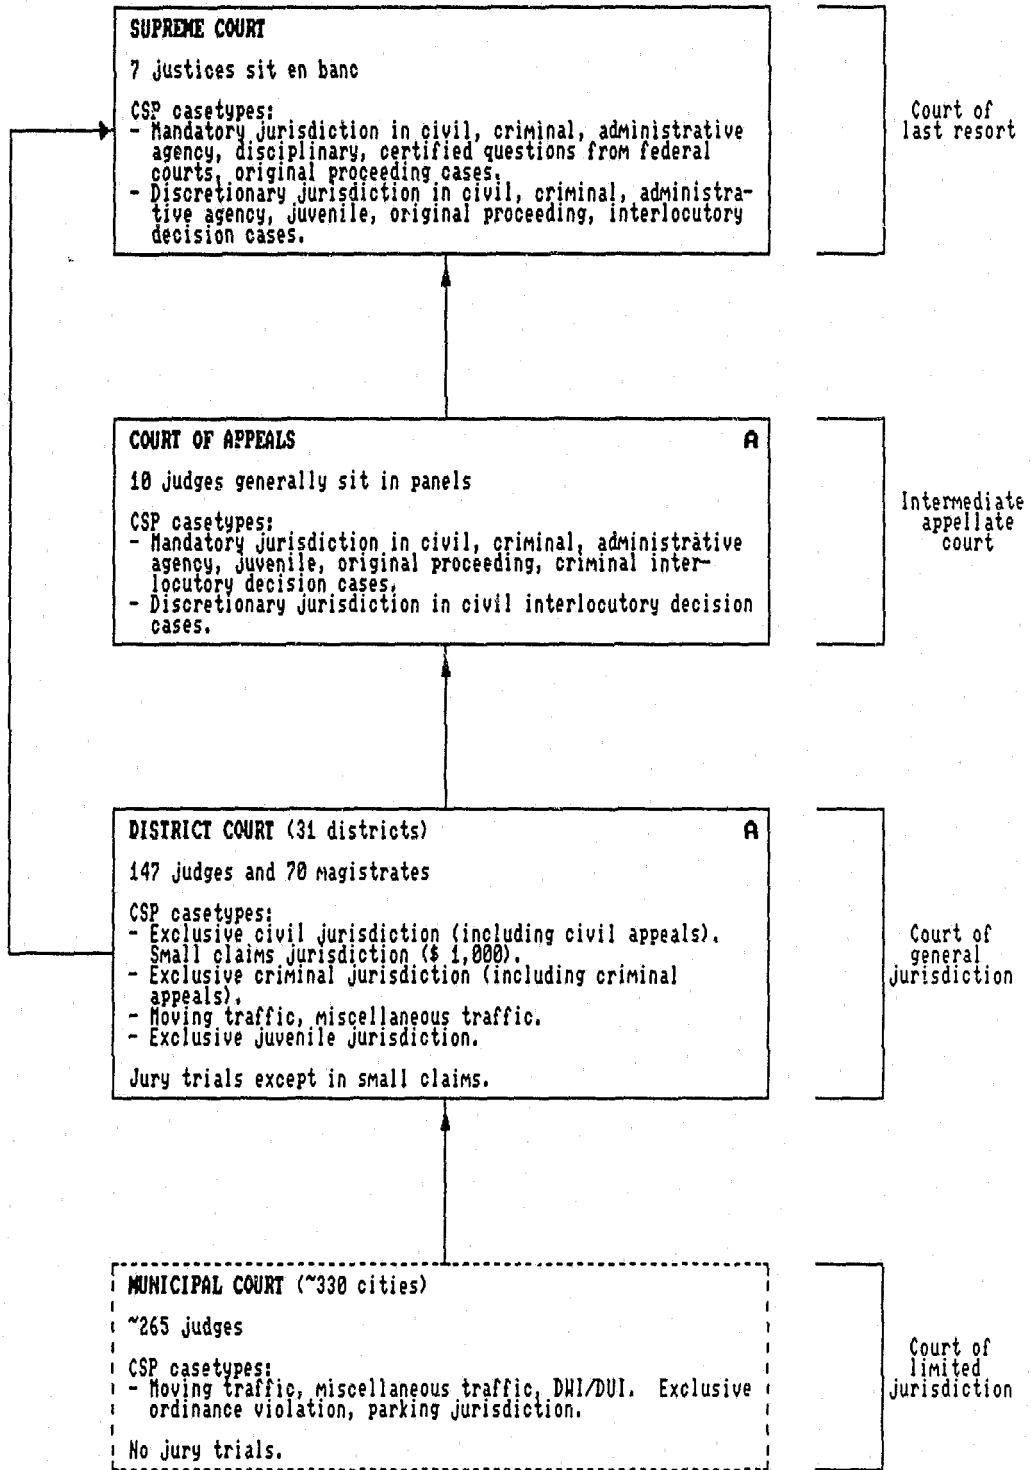 SUPREME COURT
7 justices sit en banc
CSP casetypes:
- Mandatory jurisdiction in civil, criminal, administrative
agency, disciplinary, certified questions from federal
courts, original proceeding cases.
- Discretionary jurisdiction in civil, criminal, administra-
tive agency, juvenile, original proceeding, interlocutory
decision cases.
Court of
last resort
COURT OF APPEALS A
10 judges generally sit in panels
CSP casetypes:
- Mandatory jurisdiction in civil, criminal, administrative
agency, juvenile, original proceeding, criminal inter-
locutory decision cases.
- Discretionary jurisdiction in civil interlocutory decision
cases.
Intermediate
appellate
court
DISTRICT COURT (31 districts) A
147 judges and 70 magistrates
CSP casetypes:
- Exclusive civil jurisdiction (including civil appeals).
Small claims jurisdiction ($ 1,000).
- Exclusive criminal jurisdiction (including criminal
appeals).
- Moving traffic, miscellaneous traffic.
- Exclusive juvenile jurisdiction.
Jury trials except in small claims.
Court of
general
jurisdiction
MUNICIPAL COURT (~330 cities)
~265 judges
CSP casetypes:
- Moving traffic, miscellaneous traffic, DWI/DUI. Exclusive
ordinance violation, parking jurisdiction.
No jury trials.
Court of
limited
jurisdiction